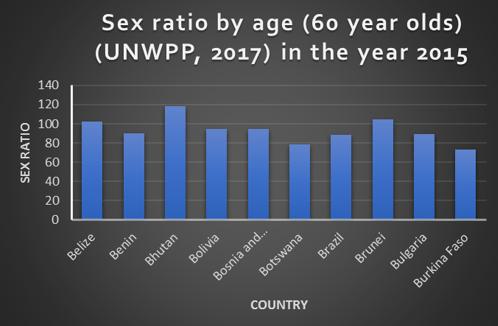 Sex ratio by age (60 year olds)
(UNWPP, 2017) in the year 2015
140
120
100
80
60
40
20
0
SEX RATIO
Belize
Benin
Bhutan
Bolivia
Bosnia and...
Botswana
Brazil
Brunei
Bulgaria
Burkina Faso
COUNTRY